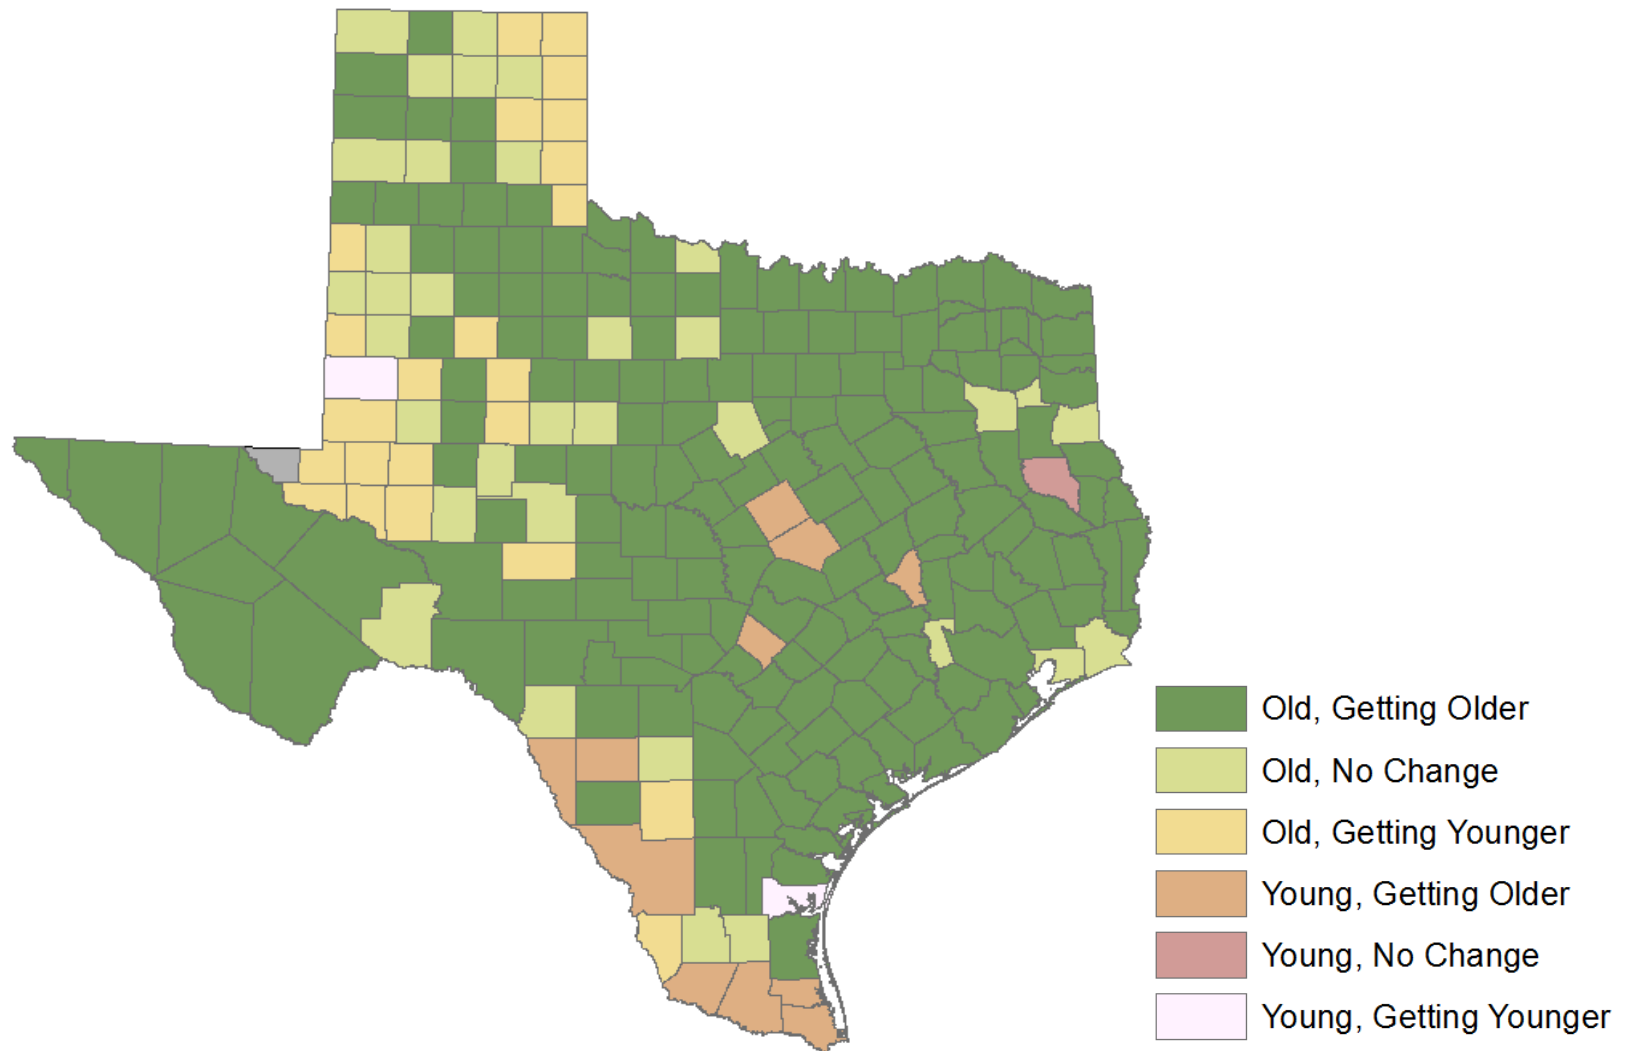 Old, Getting Older
Old, No Change
Old, Getting Younger
Young, Getting Older
Young, No Change
Young, Getting Younger